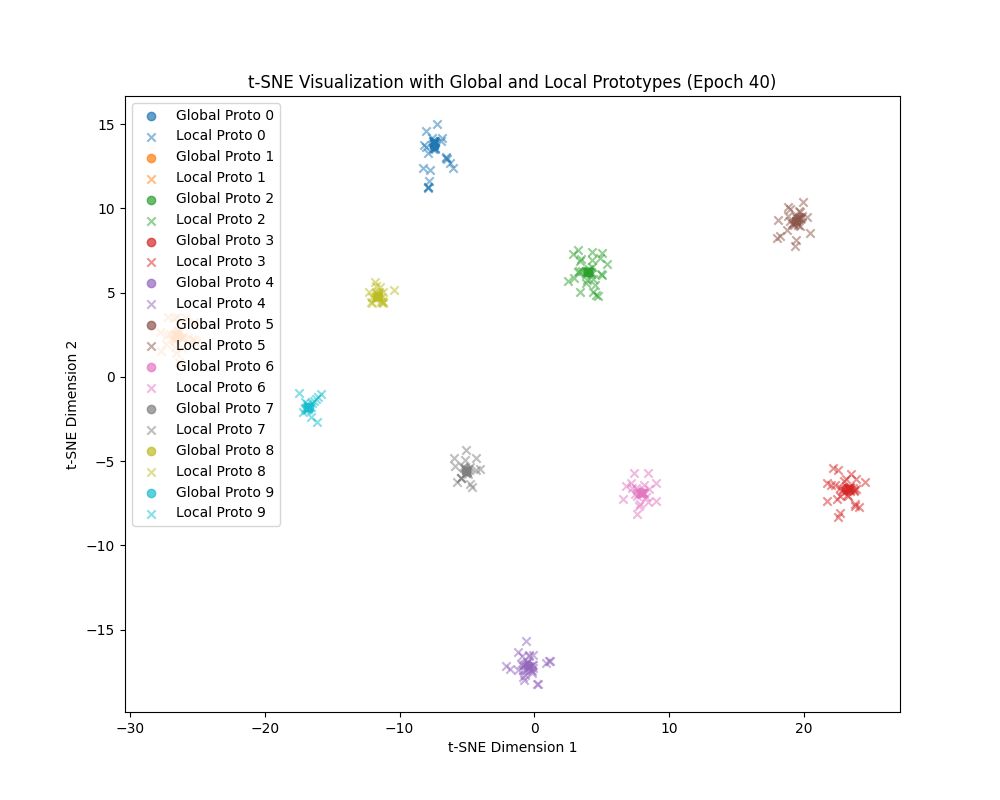 t-SNE Visualization with Global and Local Prototypes (Epoch 40)
Global Proto 0
Local Proto 0
Global Proto 1
Local Proto 1
Global Proto 2
Local Proto 2
Global Proto 3
Local Proto 3
Global Proto 4
Local Proto 4
Global Proto 5
Local Proto 5
Global Proto 6
Local Proto 6
Global Proto 7
Local Proto 7
Global Proto 8
Local Proto 8
Global Proto 9
Local Proto 9
t-SNE Dimension 2
15
10
5
0
−5
−10
−15
−30
−20
−10
0
10
20
t-SNE Dimension 1